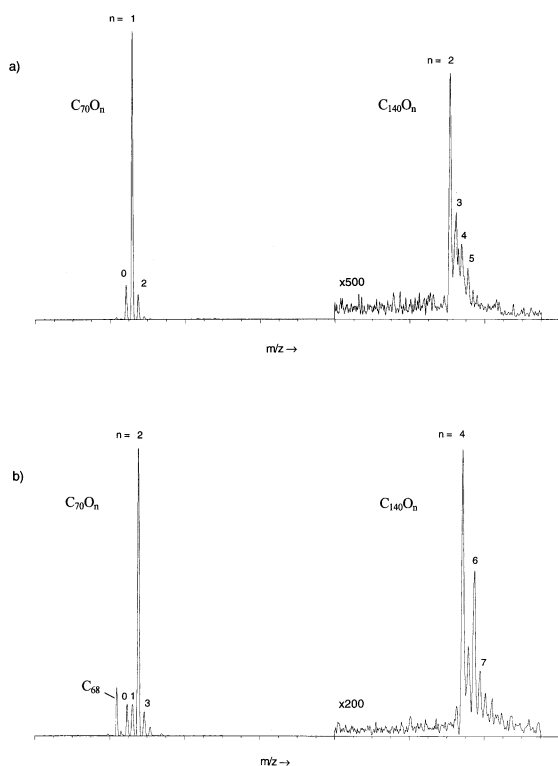 a)
n = 1
C₇₀Oₙ
0
2
n = 2
C₁₄₀Oₙ
3
4
5
x500
m/z →
b)
n = 2
C₇₀Oₙ
C₆₈
0 1
3
n = 4
C₁₄₀Oₙ
6
7
x200
m/z →